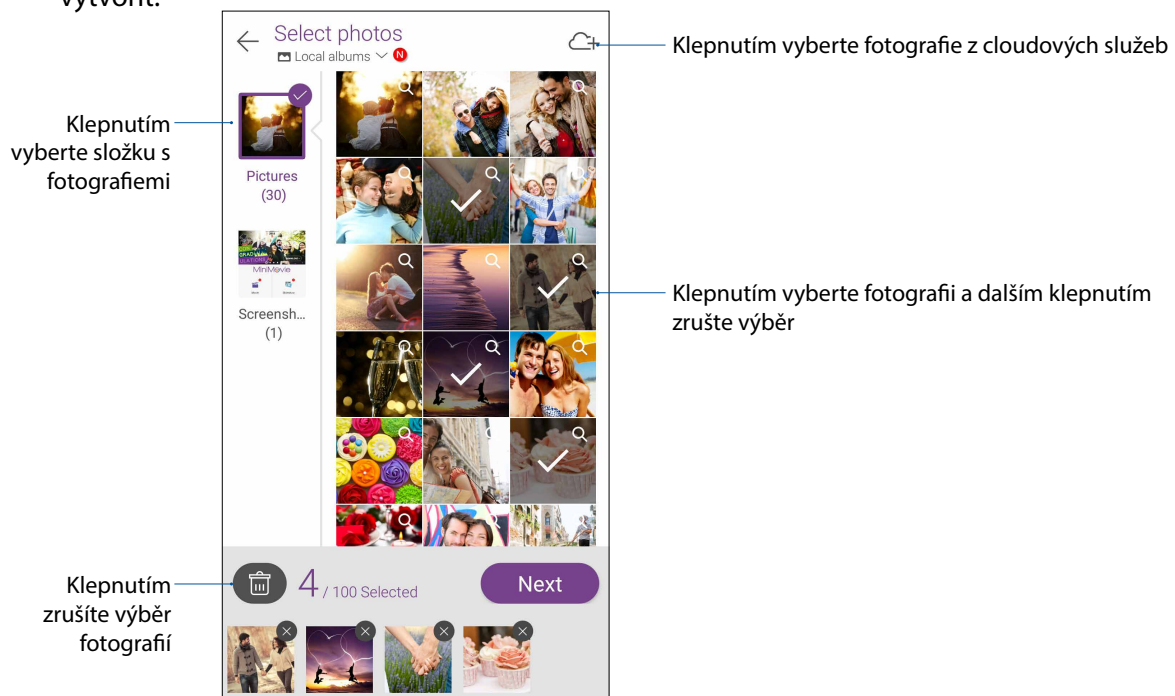 vytvořit.
Select photos
Local albums N
Klepnutím vyberte fotografie z cloudových služeb
Klepnutím
vyberte složku s
fotografiemi
Pictures
(30)
MiniMovie
Screensh...
(1)
Klepnutím vyberte fotografii a dalším klepnutím
zrušte výběr
Klepnutím
zrušíte výběr
fotografií
4 / 100 Selected
Next